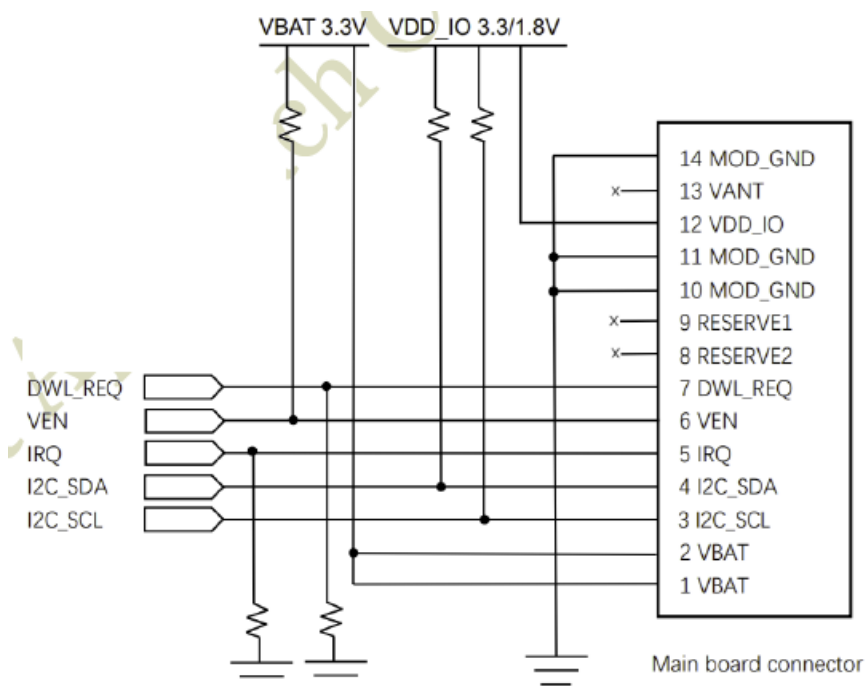 VBAT 3.3V VDD_IO 3.3/1.8V
14 MOD_GND
x 13 VANT
12 VDD_IO
11 MOD_GND
10 MOD_GND
x 9 RESERVE1
x 8 RESERVE2
DWL_REQ 7 DWL_REQ
VEN 6 VEN
IRQ 5 IRQ
I2C_SDA 4 I2C_SDA
I2C_SCL 3 I2C_SCL
2 VBAT
1 VBAT
Main board connector
ch C